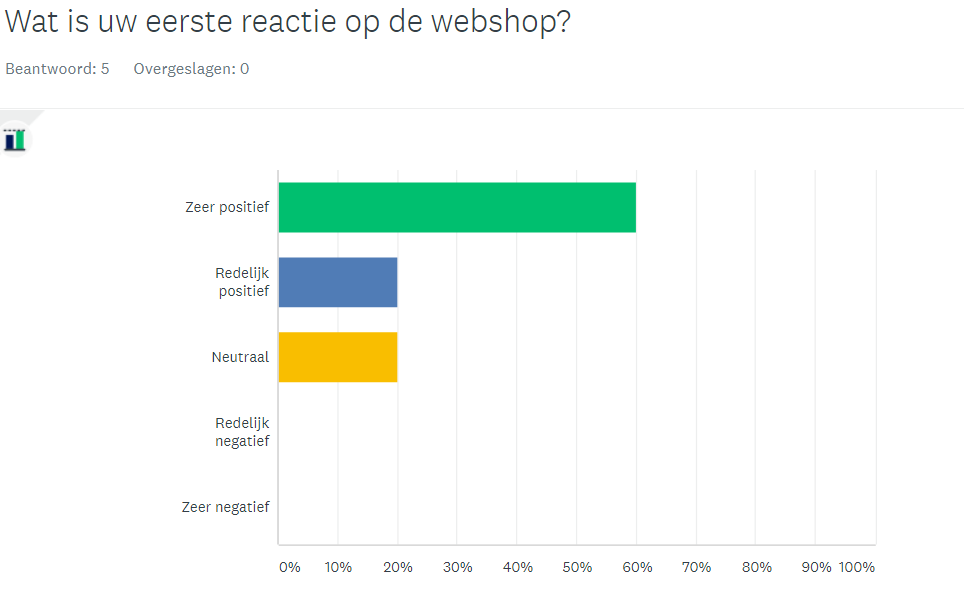 Wat is uw eerste reactie op de webshop?
Beantwoord: 5 Overgeslagen: 0
Zeer positief
Redelijk
positief
Neutraal
Redelijk
negatief
Zeer negatief
0% 10% 20% 30% 40% 50% 60% 70% 80% 90% 100%